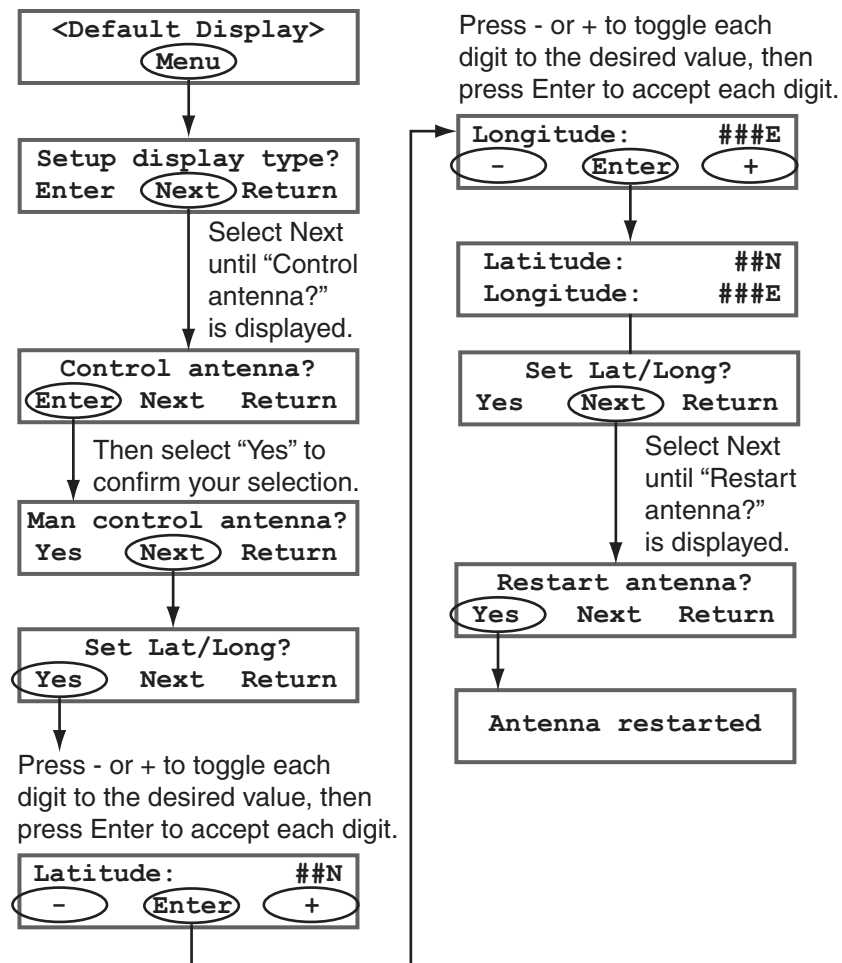 <Default Display>
Menu
Setup display type?
Enter Next Return
Select Next
until “Control
antenna?”
is displayed.
Control antenna?
Enter Next Return
Then select “Yes” to
confirm your selection.
Man control antenna?
Yes Next Return
Set Lat/Long?
Yes Next Return
Press - or + to toggle each
digit to the desired value, then
press Enter to accept each digit.
Latitude: ##N
- Enter +
Press - or + to toggle each
digit to the desired value, then
press Enter to accept each digit.
Longitude: ###E
- Enter +
Latitude: ##N
Longitude: ###E
Set Lat/Long?
Yes Next Return
Select Next
until “Restart
antenna?”
is displayed.
Restart antenna?
Yes Next Return
Antenna restarted